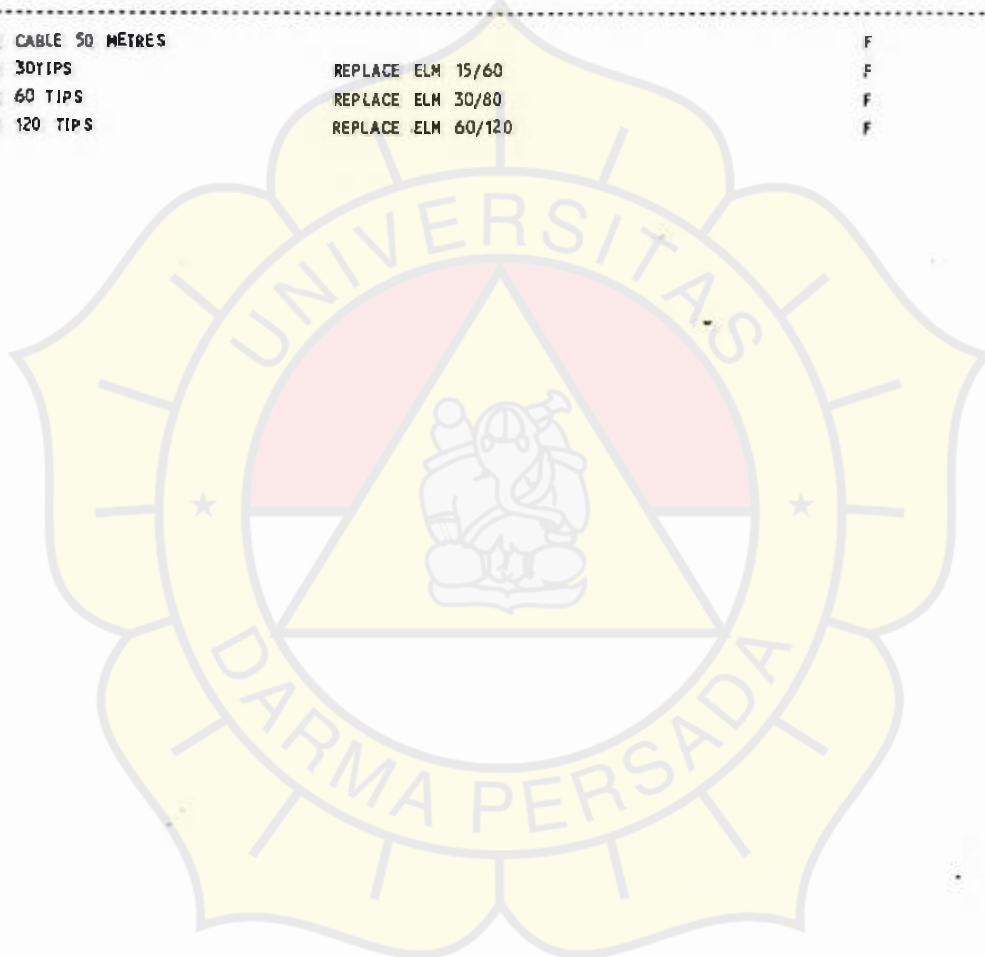 CABLE 50 METRES F
30TIPS REPLACE ELM 15/60 F
60 TIPS REPLACE ELM 30/80 F
120 TIPS REPLACE ELM 60/120 F
UNIVERSITAS
DARMA PERSADA